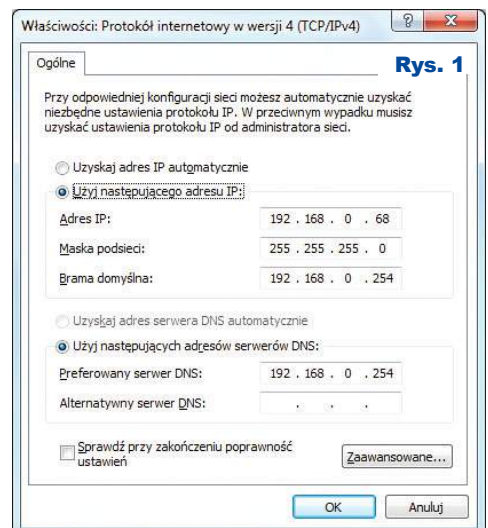 Właściwości: Protokół internetowy w wersji 4 (TCP/IPv4)
Ogólne
Rys. 1
Przy odpowiedniej konfiguracji sieci możesz automatycznie uzyskać
niezbędne ustawienia protokołu IP. W przeciwnym wypadku musisz
uzyskać ustawienia protokołu IP od administratora sieci.
Uzyskaj adres IP automatycznie
Użyj następującego adresu IP:
Adres IP: 192 . 168 . 0 . 68
Maska podsieci: 255 . 255 . 255 . 0
Brama domyślna: 192 . 168 . 0 . 254
Uzyskaj adres serwera DNS automatycznie
Użyj następujących adresów serwerów DNS:
Preferowany serwer DNS: 192 . 168 . 0 . 254
Alternatywny serwer DNS: . . .
Sprawdź przy zakończeniu poprawność
ustawień
Zaawansowane...
OK Anuluj